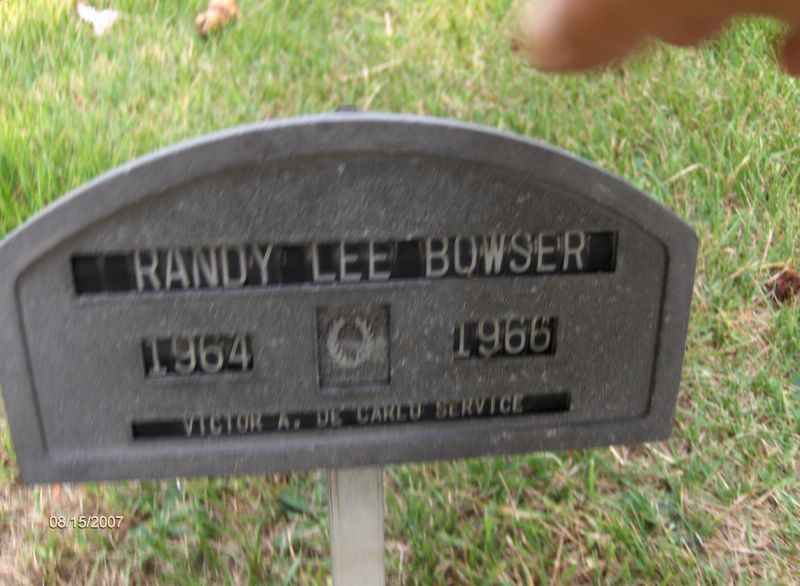 RANDY LEE BOWSER
1964 1966
VICTOR A. DE CARLO SERVICE
08/15/2007